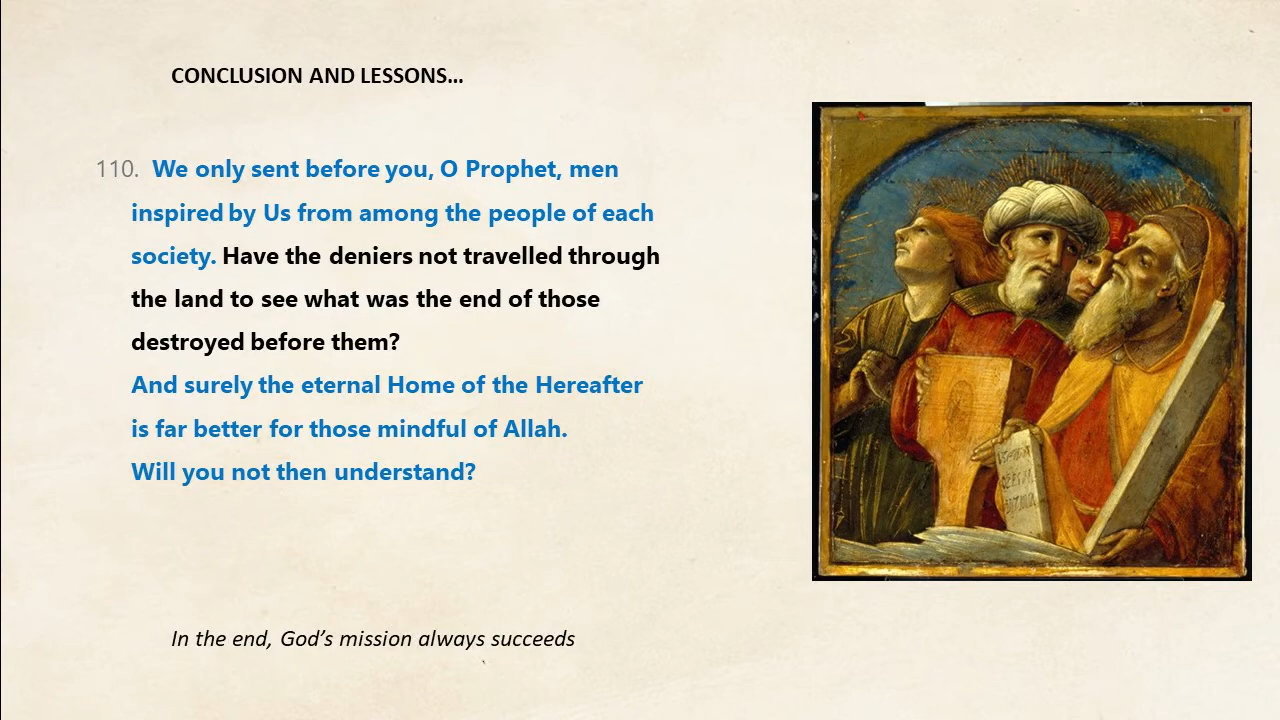 CONCLUSION AND LESSONS...
110. We only sent before you, O Prophet, men
inspired by Us from among the people of each
society. Have the deniers not travelled through
the land to see what was the end of those
destroyed before them?
And surely the eternal Home of the Hereafter
is far better for those mindful of Allah.
Will you not then understand?
In the end, God's mission always succeeds